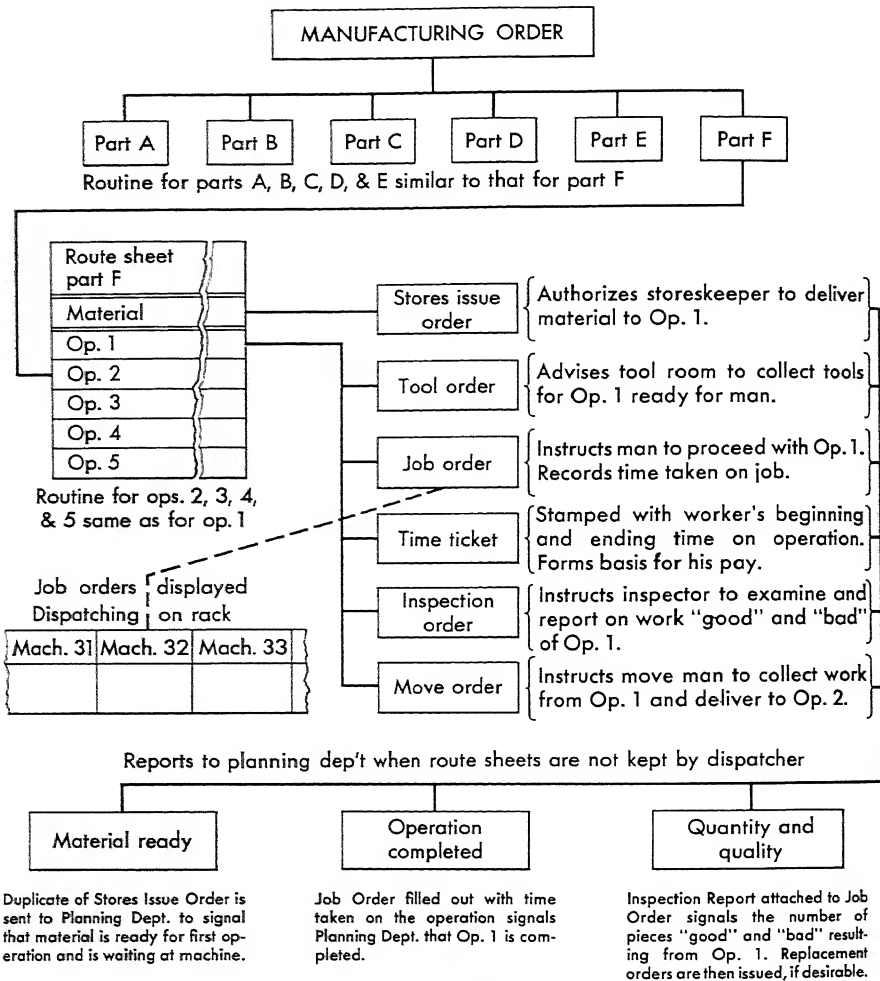 MANUFACTURING ORDER
Part A
Part B
Part C
Part D
Part E
Part F
Routine for parts A, B, C, D, & E similar to that for part F
Route sheet
part F
Material
Op. 1
Op. 2
Op. 3
Op. 4
Op. 5
Routine for ops. 2, 3, 4,
& 5 same as for op. 1
Job orders displayed
Dispatching on rack
Mach. 31 Mach. 32 Mach. 33
Stores issue
order
Authorizes storeskeeper to deliver
material to Op. 1.
Tool order
Advises tool room to collect tools
for Op. 1 ready for man.
Job order
Instructs man to proceed with Op. 1.
Records time taken on job.
Time ticket
Stamped with worker's beginning
and ending time on operation.
Forms basis for his pay.
Inspection
order
Instructs inspector to examine and
report on work "good" and "bad"
of Op. 1.
Move order
Instructs move man to collect work
from Op. 1 and deliver to Op. 2.
Reports to planning dep't when route sheets are not kept by dispatcher
Material ready
Duplicate of Stores Issue Order is
sent to Planning Dept. to signal
that material is ready for first op-
eration and is waiting at machine.
Operation
completed
Job Order filled out with time
taken on the operation signals
Planning Dept. that Op. 1 is com-
pleted.
Quantity and
quality
Inspection Report attached to Job
Order signals the number of
pieces "good" and "bad" result-
ing from Op. 1. Replacement
orders are then issued, if desirable.